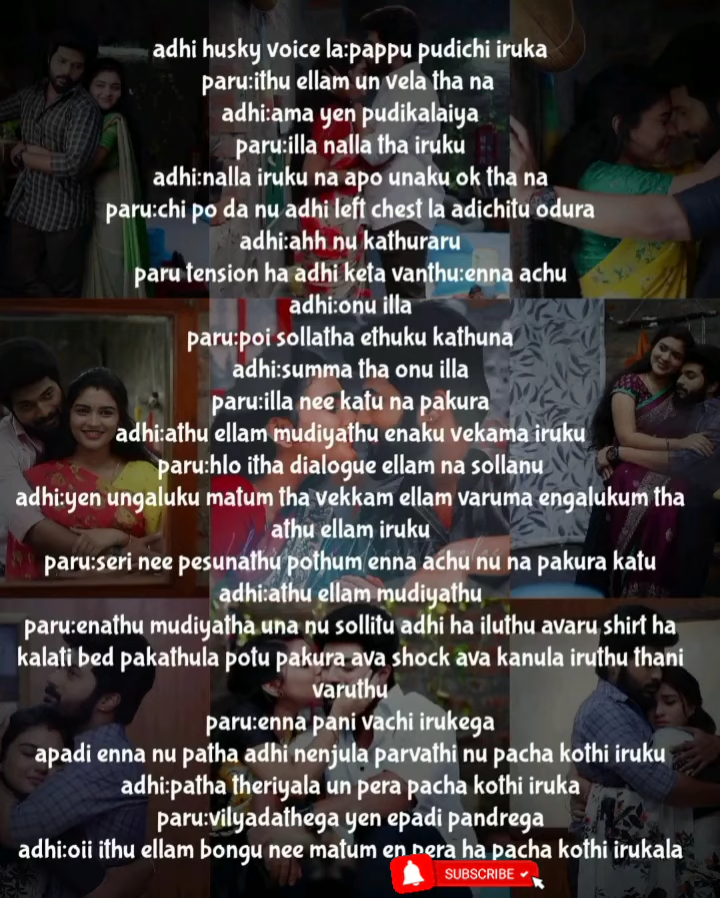 adhi husky voice la:pappu pudichi iruka
paru:ithu ellam un vela tha na
adhi:ama yen pudikalaiya
paru:illa nalla tha iruku
adhi:nalla iruku na apo unaku ok tha na
paru:chi po da nu adhi left chest la adichitu odura
adhi:ahh nu kathuraru
paru tension ha adhi keta vanthu:enna achu
adhi:onu illa
paru:poi sollatha ethuku kathuna
adhi:summa tha onu illa
paru:illa nee katu na pakura
adhi:athu ellam mudiyathu enaku vekama iruku
paru:hlo itha dialogue ellam na sollanu
adhi:yen ungaluku matum tha vekkam ellam varuma engalukum tha
athu ellam iruku
paru:seri nee pesunathu pothum enna achu nu na pakura katu
adhi:athu ellam mudiyathu
paru:enathu mudiyatha una nu sollitu adhi ha iluthu avaru shirt ha
kalati bed pakathula potu pakura ava shock ava kanula iruthu thani
varuthu
paru:enna pani vachi irukega
apadi enna nu patha adhi nenjula parvathi nu pacha kothi iruku
adhi:patha theriyala un pera pacha kothi iruka
paru:vilyadathega yen epadi pandrega
adhi:oii ithu ellam bongu nee matum en pera ha pacha kothi irukala
SUBSCRIBE